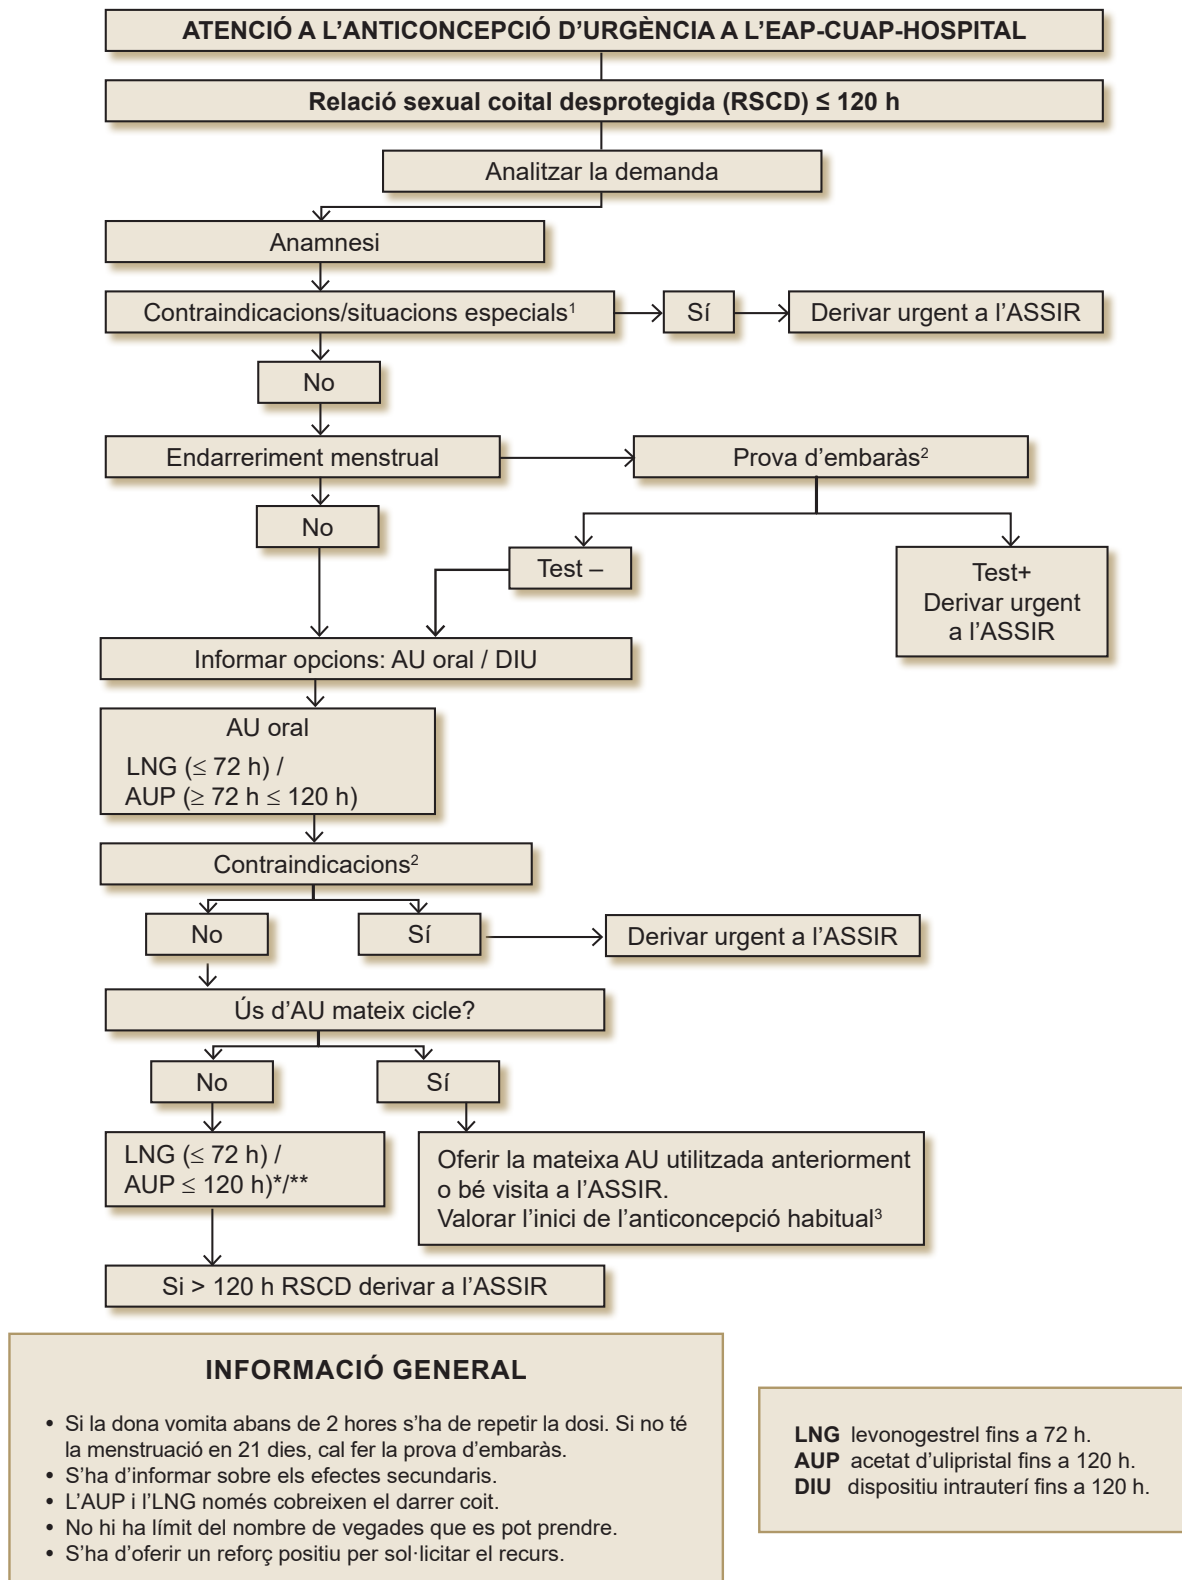 ATENCIÓ A L’ANTICONCEPCIÓ D’URGÈNCIA A L’EAP-CUAP-HOSPITAL
Relació sexual coital desprotegida (RSCD) ≤ 120 h
Analitzar la demanda
Anamnesi
Contraindicacions/situacions especials¹
Sí
Derivar urgent a l’ASSIR
No
Endarreriment menstrual
Prova d’embaràs²
No
Test –
Test+
Derivar urgent
a l’ASSIR
Informar opcions: AU oral / DIU
AU oral
LNG (≤ 72 h) /
AUP (≥ 72 h ≤ 120 h)
Contraindicacions²
No
Sí
Derivar urgent a l’ASSIR
Ús d’AU mateix cicle?
No
Sí
LNG (≤ 72 h) /
AUP ≤ 120 h)*/**
Oferir la mateixa AU utilitzada anteriorment
o bé visita a l’ASSIR.
Valorar l’inici de l’anticoncepció habitual³
Si > 120 h RSCD derivar a l’ASSIR
INFORMACIÓ GENERAL
• Si la dona vomita abans de 2 hores s’ha de repetir la dosi. Si no té
la menstruació en 21 dies, cal fer la prova d’embaràs.
• S’ha d’informar sobre els efectes secundaris.
• L’AUP i l’LNG només cobreixen el darrer coit.
• No hi ha límit del nombre de vegades que es pot prendre.
• S’ha d’oferir un reforç positiu per sol·licitar el recurs.
LNG levonogestrel fins a 72 h.
AUP acetat d’ulipristal fins a 120 h.
DIU dispositiu intrauterí fins a 120 h.